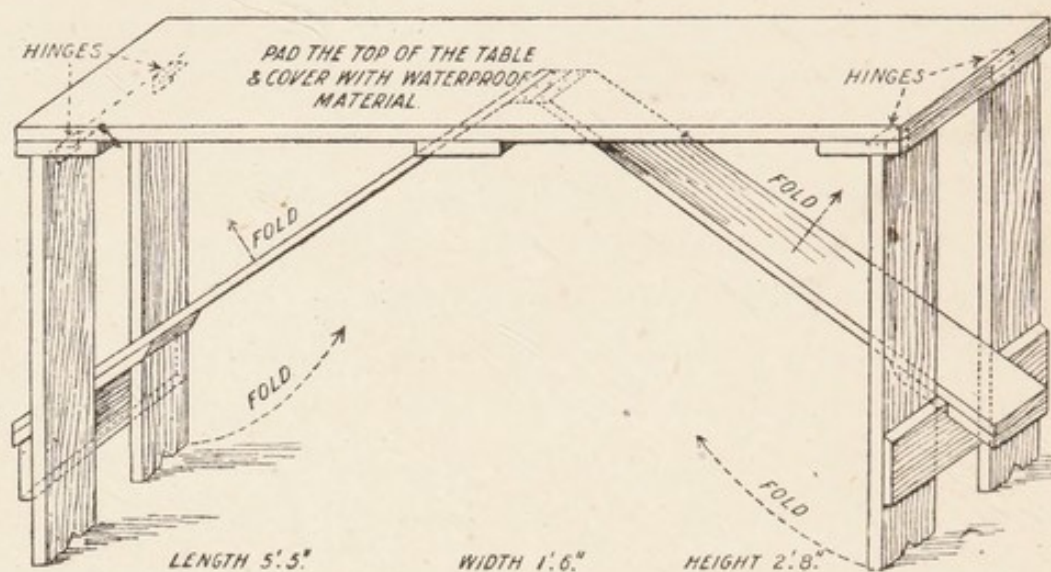 HINGES
PAD THE TOP OF THE TABLE
& COVER WITH WATERPROOF
MATERIAL.
HINGES
FOLD
FOLD
FOLD
FOLD
LENGTH 5'.5" WIDTH 1'.6" HEIGHT 2'.8"